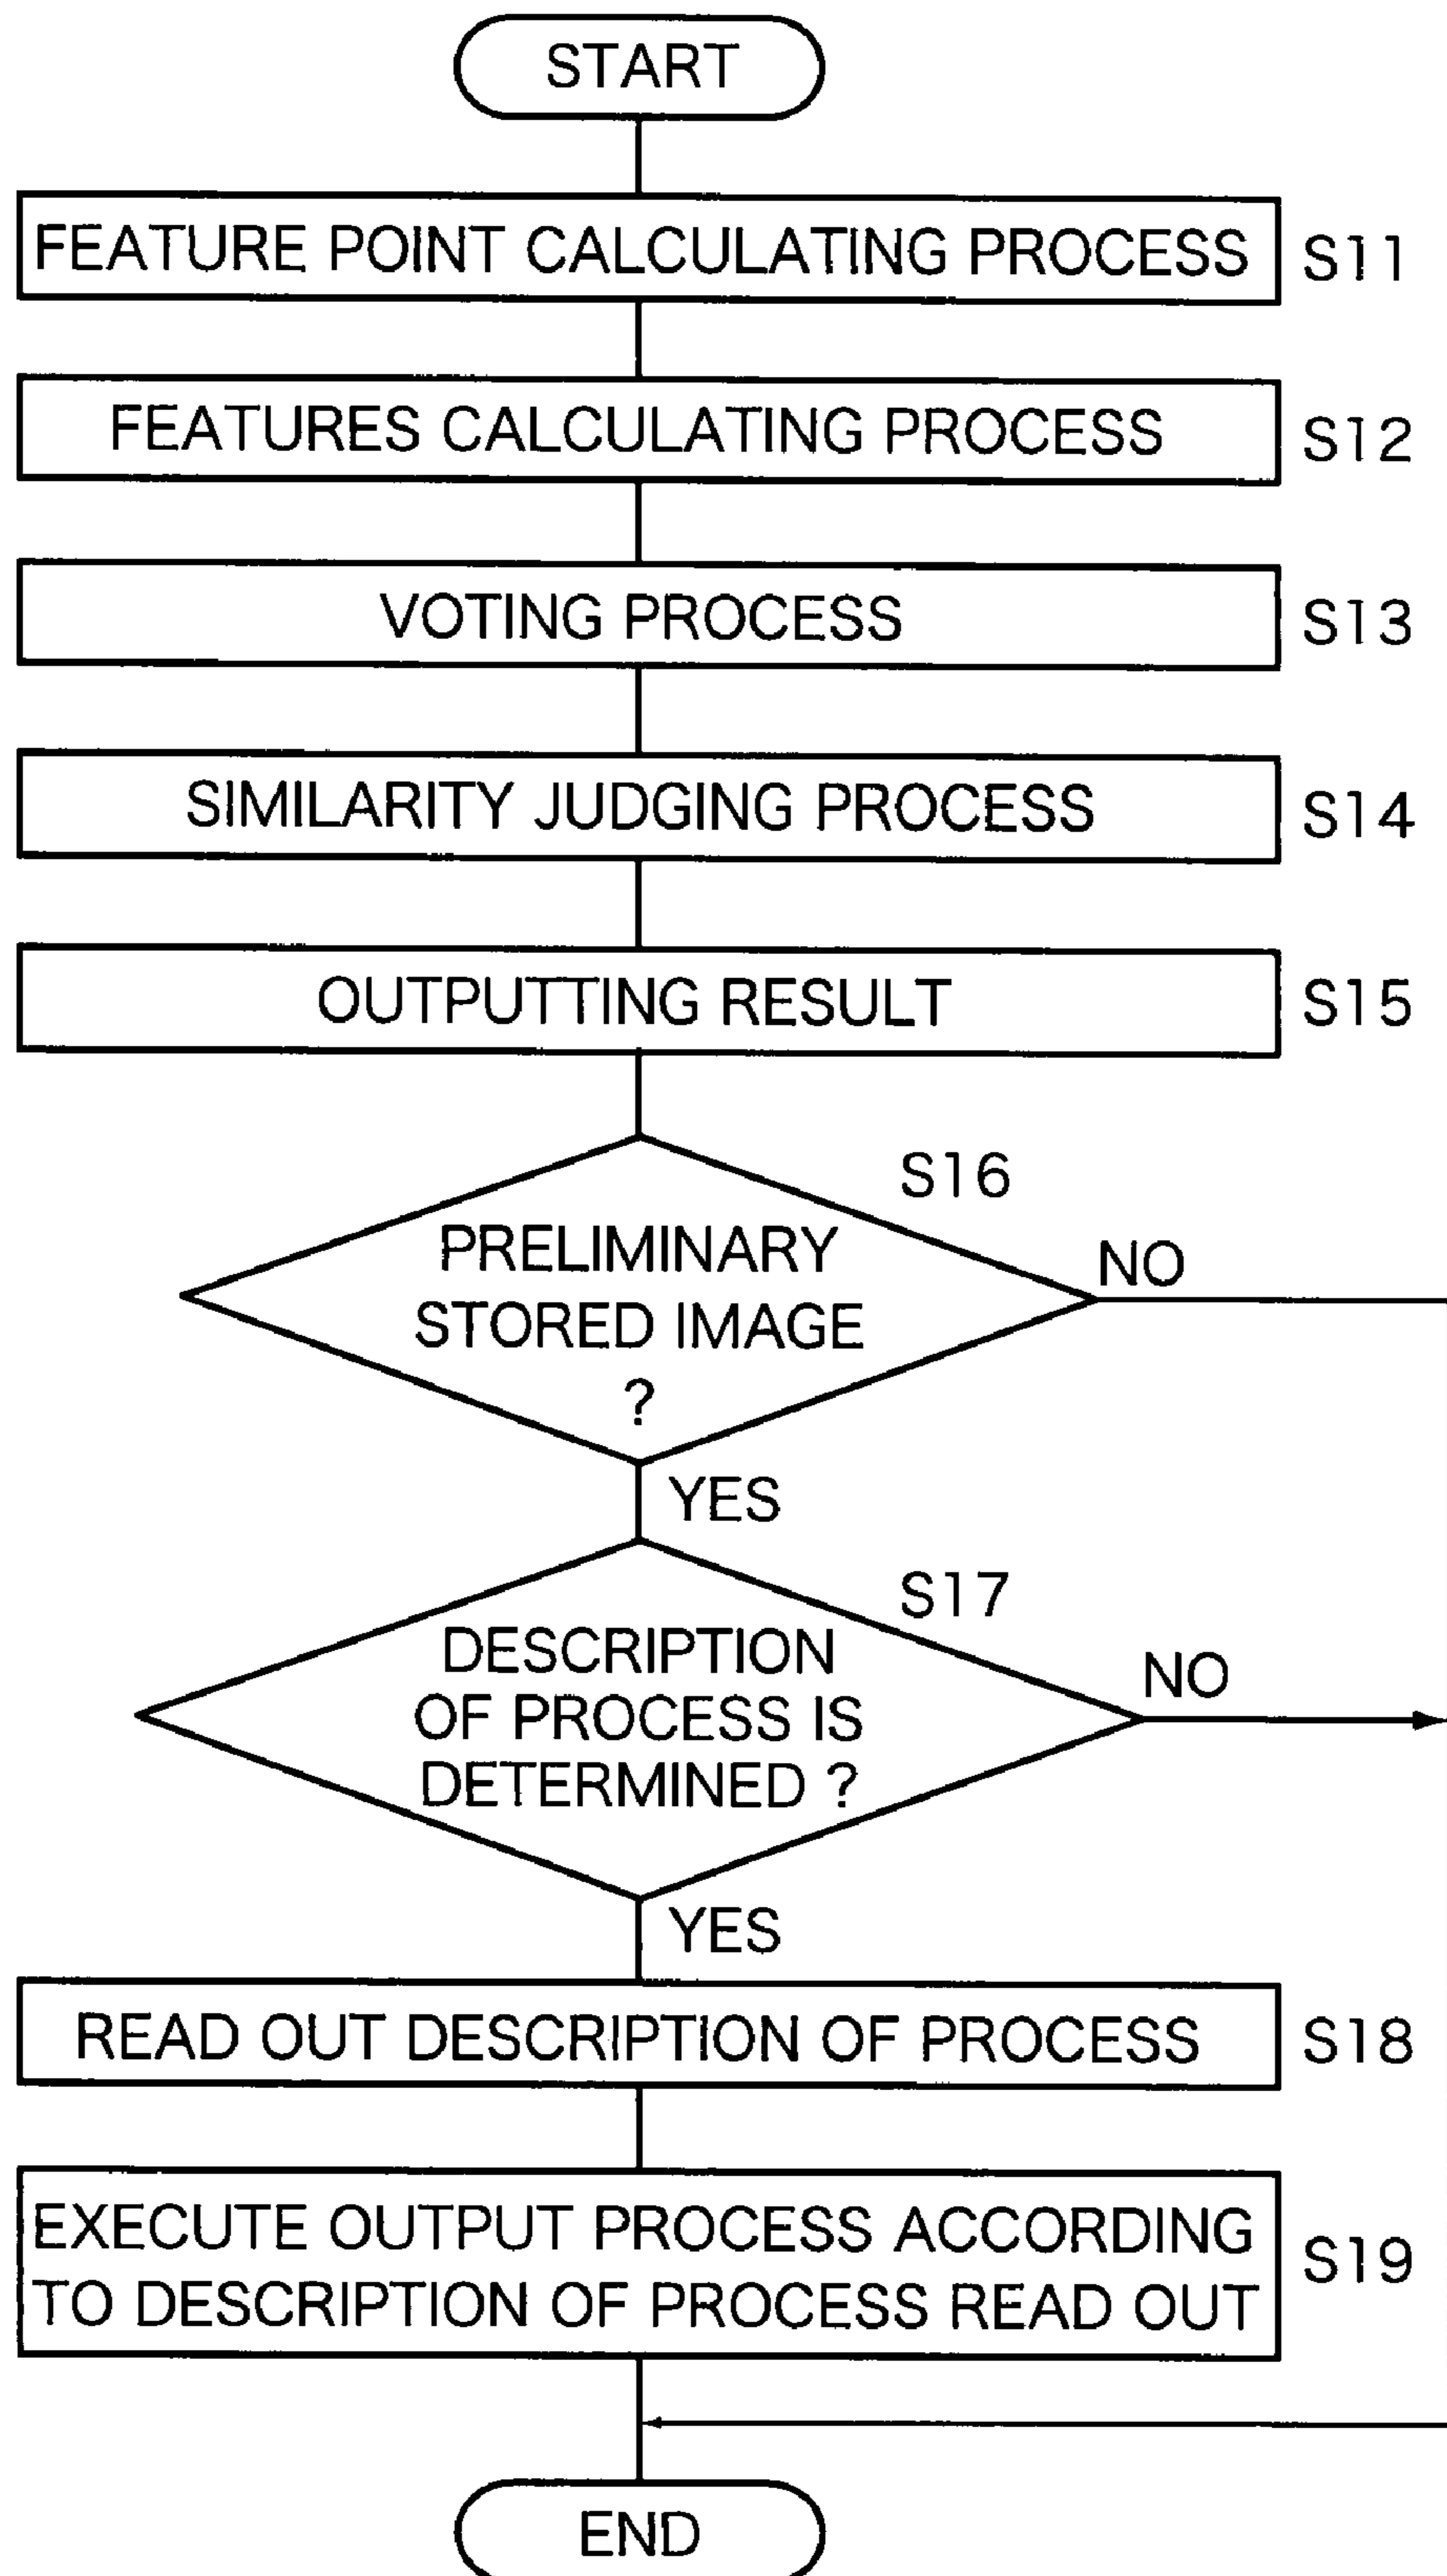 START
FEATURE POINT CALCULATING PROCESS S11
FEATURES CALCULATING PROCESS S12
VOTING PROCESS S13
SIMILARITY JUDGING PROCESS S14
OUTPUTTING RESULT S15
S16
PRELIMINARY
STORED IMAGE
?
NO
YES
S17
DESCRIPTION
OF PROCESS IS
DETERMINED ?
NO
YES
READ OUT DESCRIPTION OF PROCESS S18
EXECUTE OUTPUT PROCESS ACCORDING
TO DESCRIPTION OF PROCESS READ OUT
S19
END